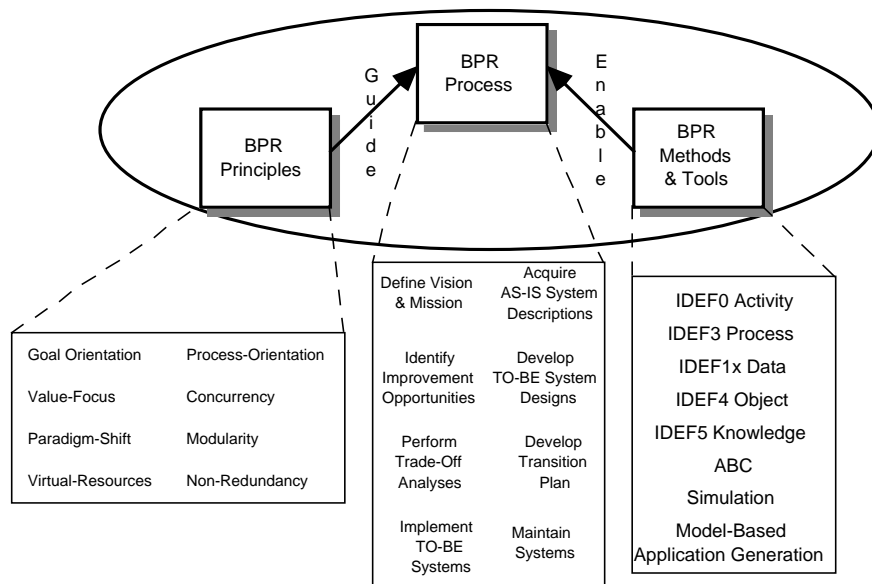 BPR
Process
Guide
Enable
BPR
Principles
BPR
Methods
& Tools
Goal Orientation
Process-Orientation
Value-Focus
Concurrency
Paradigm-Shift
Modularity
Virtual-Resources
Non-Redundancy
Define Vision
& Mission
Acquire
AS-IS System
Descriptions
Identify
Improvement
Opportunities
Develop
TO-BE System
Designs
Perform
Trade-Off
Analyses
Develop
Transition
Plan
Implement
TO-BE
Systems
Maintain
Systems
IDEF0 Activity
IDEF3 Process
IDEF1x Data
IDEF4 Object
IDEF5 Knowledge
ABC
Simulation
Model-Based
Application Generation